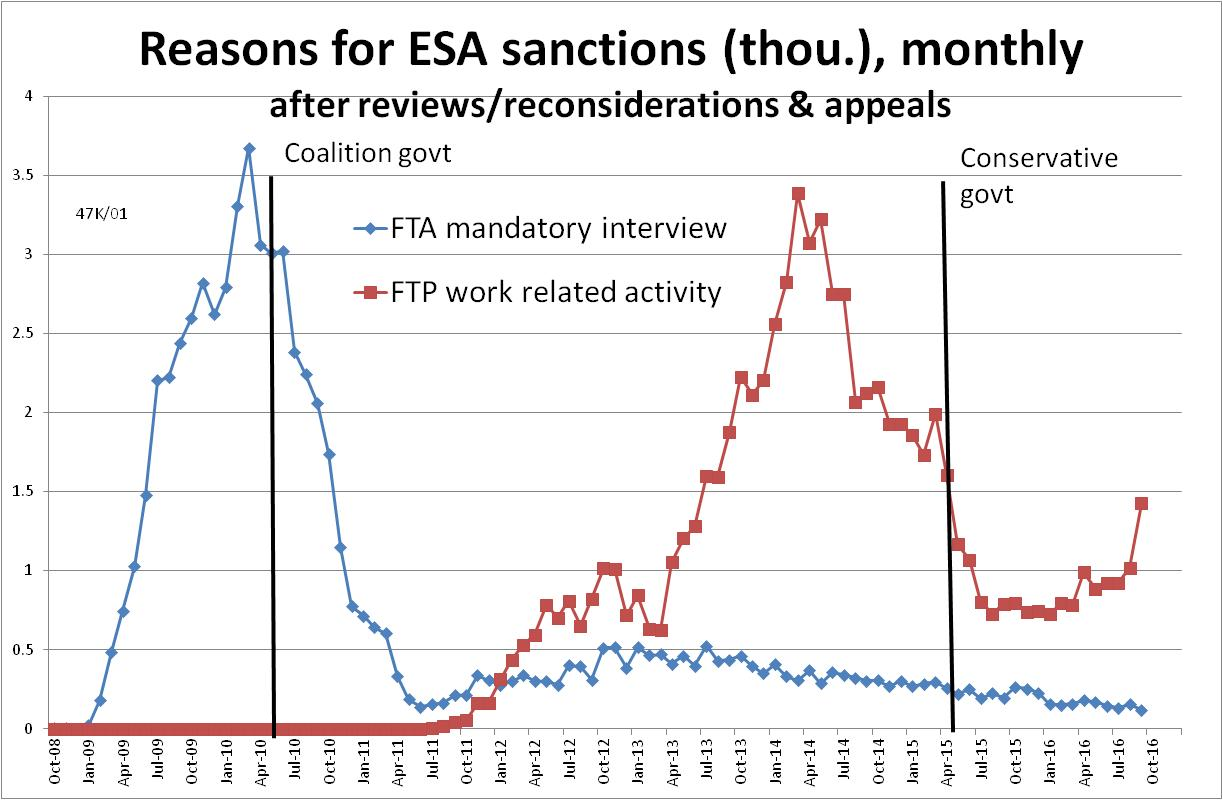 Reasons for ESA sanctions (thou.), monthly
after reviews/reconsiderations & appeals
4
3.5
3
2.5
2
1.5
1
0.5
0
47K/01
Coalition govt
Conservative
govt
FTA mandatory interview
FTP work related activity
Oct-08
Jan-09
Apr-09
Jul-09
Oct-09
Jan-10
Apr-10
Jul-10
Oct-10
Jan-11
Apr-11
Jul-11
Oct-11
Jan-12
Apr-12
Jul-12
Oct-12
Jan-13
Apr-13
Jul-13
Oct-13
Jan-14
Apr-14
Jul-14
Oct-14
Jan-15
Apr-15
Jul-15
Oct-15
Jan-16
Apr-16
Jul-16
Oct-16